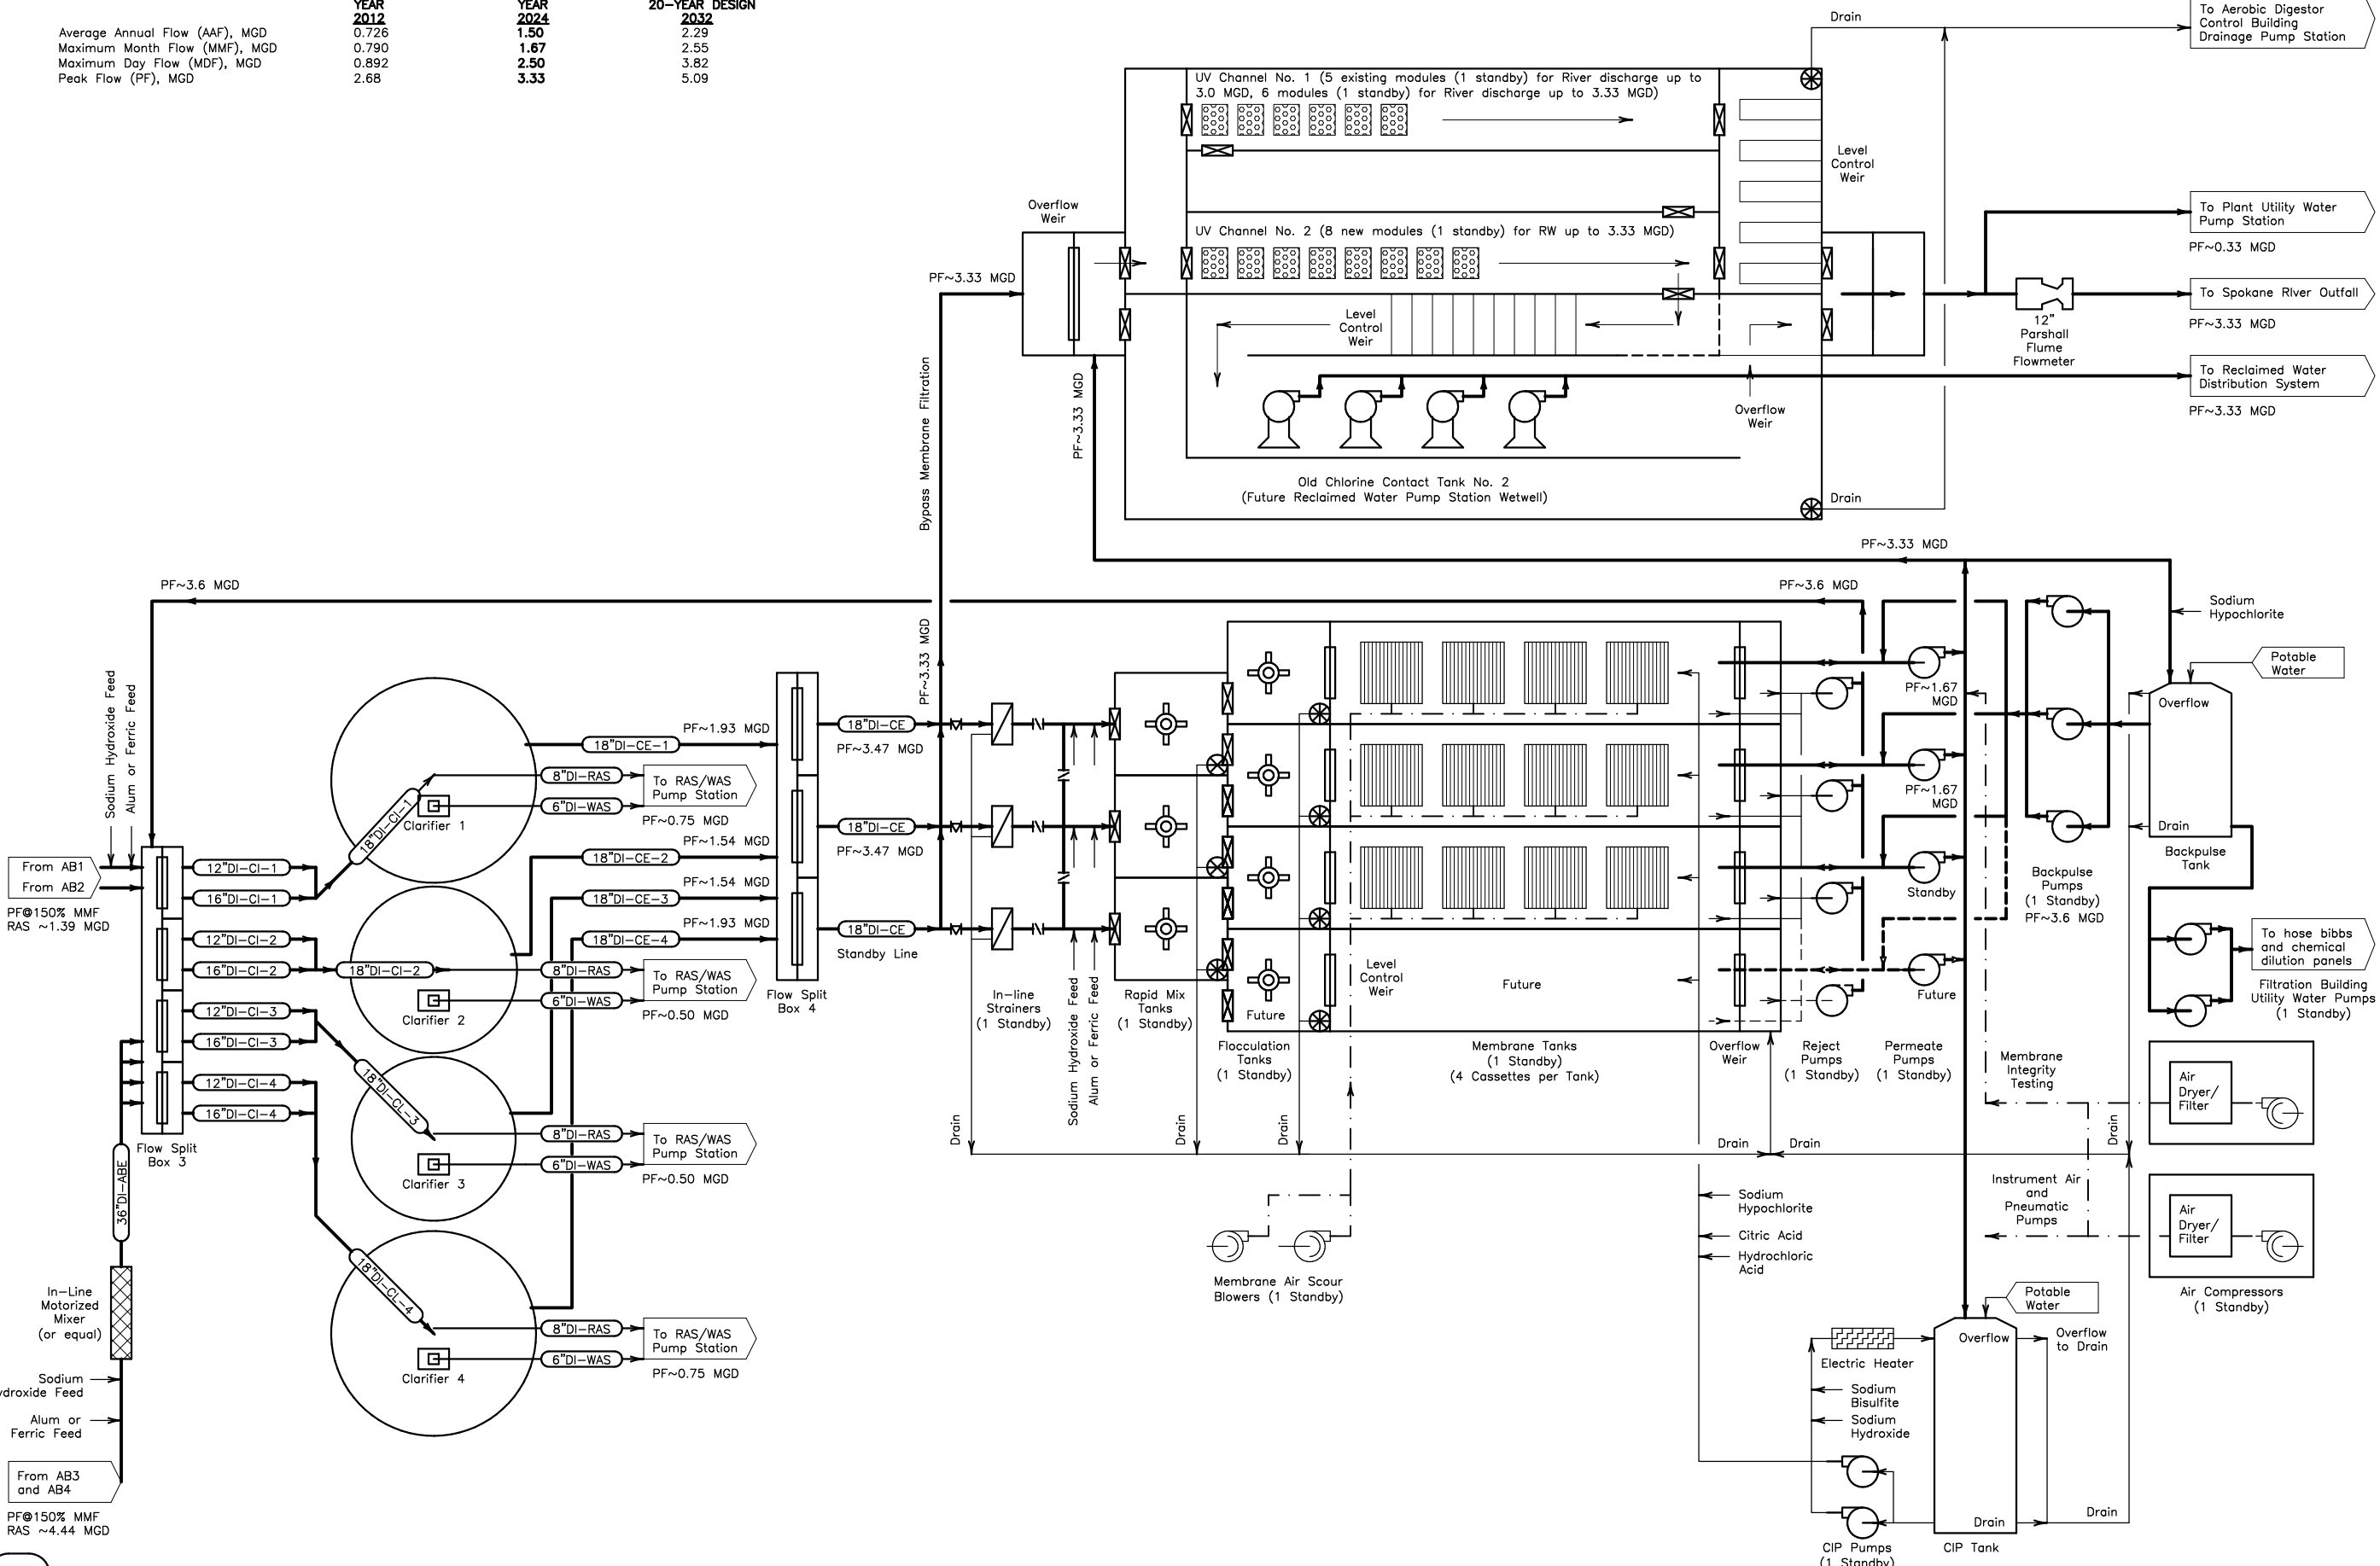 YEAR YEAR 20-YEAR DESIGN
2012 2024 2032
Average Annual Flow (AAF), MGD 0.726 1.50 2.29
Maximum Month Flow (MMF), MGD 0.790 1.67 2.55
Maximum Day Flow (MDF), MGD 0.892 2.50 3.82
Peak Flow (PF), MGD 2.68 3.33 5.09
Drain
To Aerobic Digestor
Control Building
Drainage Pump Station
UV Channel No. 1 (5 existing modules (1 standby) for River discharge up to
3.0 MGD, 6 modules (1 standby) for River discharge up to 3.33 MGD)
Level
Control
Weir
Overflow
Weir
UV Channel No. 2 (8 new modules (1 standby) for RW up to 3.33 MGD)
To Plant Utility Water
Pump Station
PF~0.33 MGD
PF~3.33 MGD
To Spokane RIver Outfall
PF~3.33 MGD
12"
Parshall
Flume
Flowmeter
Level
Control
Weir
To Reclaimed Water
Distribution System
PF~3.33 MGD
Overflow
Weir
Bypass Membrane Filtration
PF~3.33 MGD
Old Chlorine Contact Tank No. 2
(Future Reclaimed Water Pump Station Wetwell)
Drain
PF~3.33 MGD
PF~3.6 MGD
PF~3.6 MGD
PF~3.33 MGD
Sodium
Hypochlorite
Potable
Water
Overflow
Drain
Backpulse
Tank
Sodium Hydroxide Feed
Alum or Ferric Feed
From AB1
From AB2
PF@150% MMF
RAS ~1.39 MGD
12"DI-CI-1
16"DI-CI-1
12"DI-CI-2
16"DI-CI-2
12"DI-CI-3
16"DI-CI-3
12"DI-CI-4
16"DI-CI-4
Flow Split
Box 3
18"DI-CI-1
Clarifier 1
18"DI-CI-2
Clarifier 2
18"DI-CL-3
Clarifier 3
18"DI-CL-4
Clarifier 4
PF~1.93 MGD
18"DI-CE-1
8"DI-RAS
6"DI-WAS
To RAS/WAS
Pump Station
PF~0.75 MGD
PF~1.54 MGD
18"DI-CE-2
PF~1.54 MGD
18"DI-CE-3
PF~1.93 MGD
18"DI-CE-4
8"DI-RAS
6"DI-WAS
To RAS/WAS
Pump Station
PF~0.50 MGD
8"DI-RAS
6"DI-WAS
To RAS/WAS
Pump Station
PF~0.50 MGD
8"DI-RAS
6"DI-WAS
To RAS/WAS
Pump Station
PF~0.75 MGD
Flow Split
Box 4
18"DI-CE
PF~3.47 MGD
18"DI-CE
PF~3.47 MGD
18"DI-CE
Standby Line
In-line
Strainers
(1 Standby)
Sodium Hydroxide Feed
Alum or Ferric Feed
Rapid Mix
Tanks
(1 Standby)
Future
Flocculation
Tanks
(1 Standby)
Level
Control
Weir
Future
Membrane Tanks
(1 Standby)
(4 Cassettes per Tank)
Overflow
Weir
Reject
Pumps
(1 Standby)
PF~1.67
MGD
PF~1.67
MGD
Standby
Future
Permeate
Pumps
(1 Standby)
Backpulse
Pumps
(1 Standby)
PF~3.6 MGD
To hose bibbs
and chemical
dilution panels
Filtration Building
Utility Water Pumps
(1 Standby)
Membrane
Integrity
Testing
Air
Dryer/
Filter
Drain
Drain
Drain
Drain
Drain
Drain
Instrument Air
and
Pneumatic
Pumps
Air
Dryer/
Filter
Air Compressors
(1 Standby)
Membrane Air Scour
Blowers (1 Standby)
Sodium
Hypochlorite
Citric Acid
Hydrochloric
Acid
Potable
Water
Overflow
Overflow
to Drain
Electric Heater
Sodium
Bisulfite
Sodium
Hydroxide
Drain
Drain
CIP Pumps
(1 Standby)
CIP Tank
36"DI-ABE
In-Line
Motorized
Mixer
(or equal)
Sodium
ydroxide Feed
Alum or
Ferric Feed
From AB3
and AB4
PF@150% MMF
RAS ~4.44 MGD